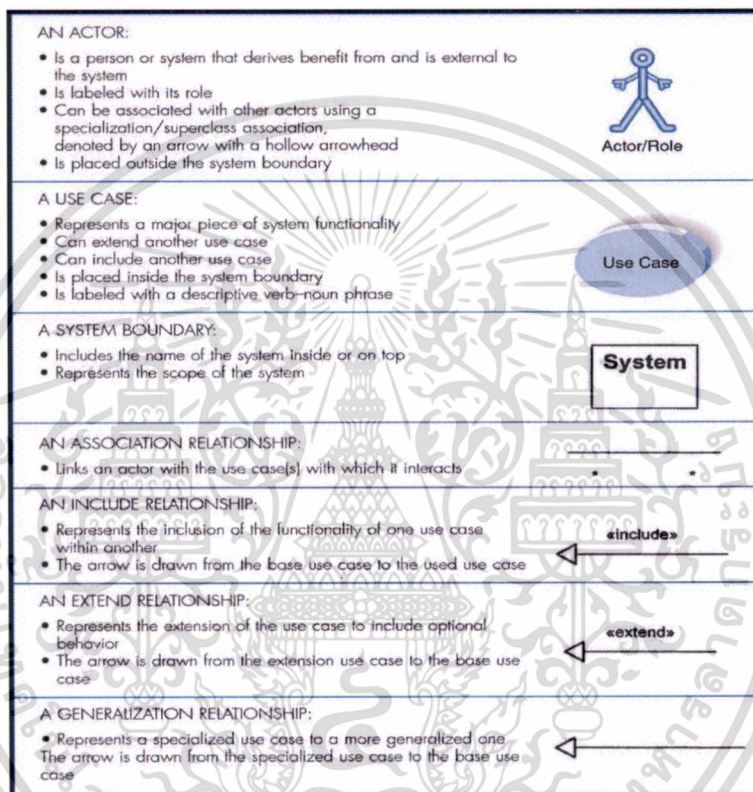 AN ACTOR:
• Is a person or system that derives benefit from and is external to
the system
• Is labeled with its role
• Can be associated with other actors using a
specialization/superclass association,
denoted by an arrow with a hollow arrowhead
• Is placed outside the system boundary
Actor/Role
A USE CASE:
• Represents a major piece of system functionality
• Can extend another use case
• Can include another use case
• Is placed inside the system boundary
• Is labeled with a descriptive verb–noun phrase
Use Case
A SYSTEM BOUNDARY:
• Includes the name of the system inside or on top
• Represents the scope of the system
System
AN ASSOCIATION RELATIONSHIP:
• Links an actor with the use case(s) with which it interacts
* *
AN INCLUDE RELATIONSHIP:
• Represents the inclusion of the functionality of one use case
within another
• The arrow is drawn from the base use case to the used use case
«include»
AN EXTEND RELATIONSHIP:
• Represents the extension of the use case to include optional
behavior
• The arrow is drawn from the extension use case to the base use
case
«extend»
A GENERALIZATION RELATIONSHIP:
• Represents a specialized use case to a more generalized one
The arrow is drawn from the specialized use case to the base use
case